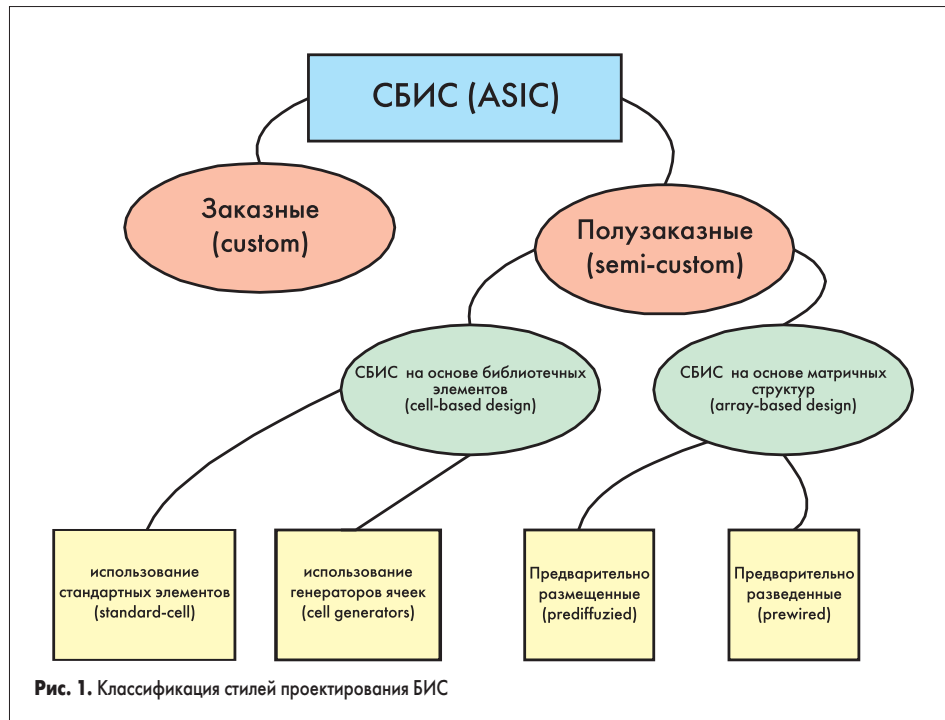 СБИС (ASIC)
Заказные
(custom)
Полузаказные
(semi-custom)
СБИС на основе библиотечных
элементов
(cell-based design)
СБИС на основе матричных
структур
(array-based design)
использование
стандартных элементов
(standard-cell)
использование
генераторов ячеек
(cell generators)
Предварительно
размещенные
(prediffuzied)
Предварительно
разведенные
(prewired)
Рис. 1. Классификация стилей проектирования БИС